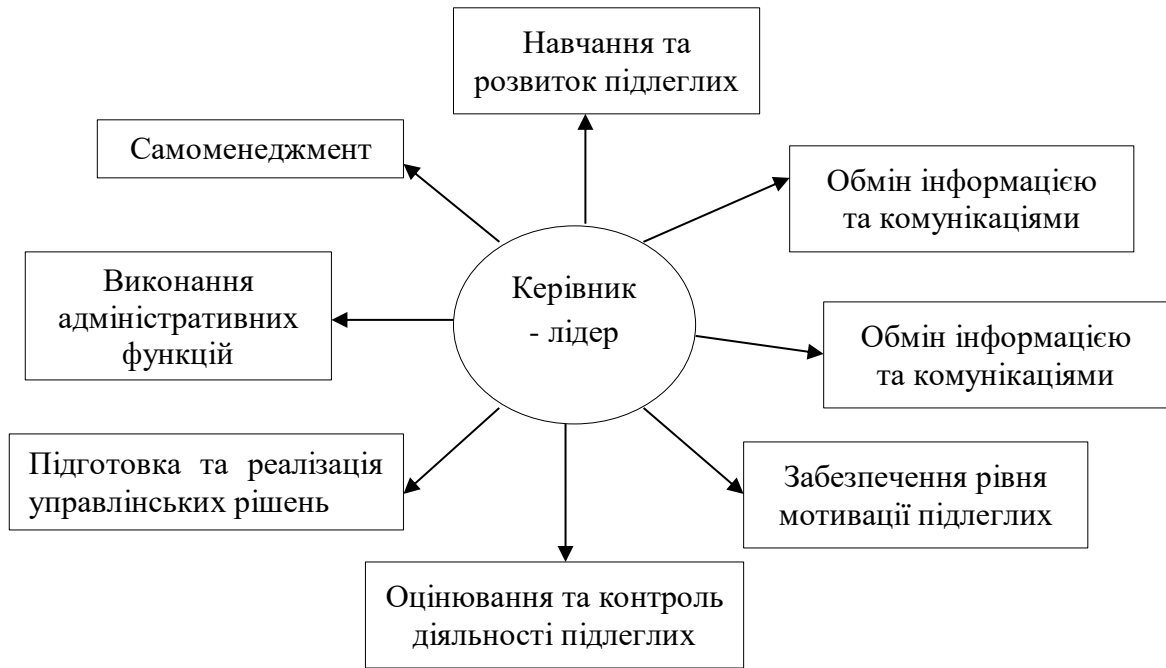 Навчання та
розвиток підлеглих
Самоменеджмент
Обмін інформацією
та комунікаціями
Виконання
адміністративних
функцій
Керівник
- лідер
Обмін інформацією
та комунікаціями
Підготовка та реалізація
управлінських рішень
Забезпечення рівня
мотивації підлеглих
Оцінювання та контроль
діяльності підлеглих